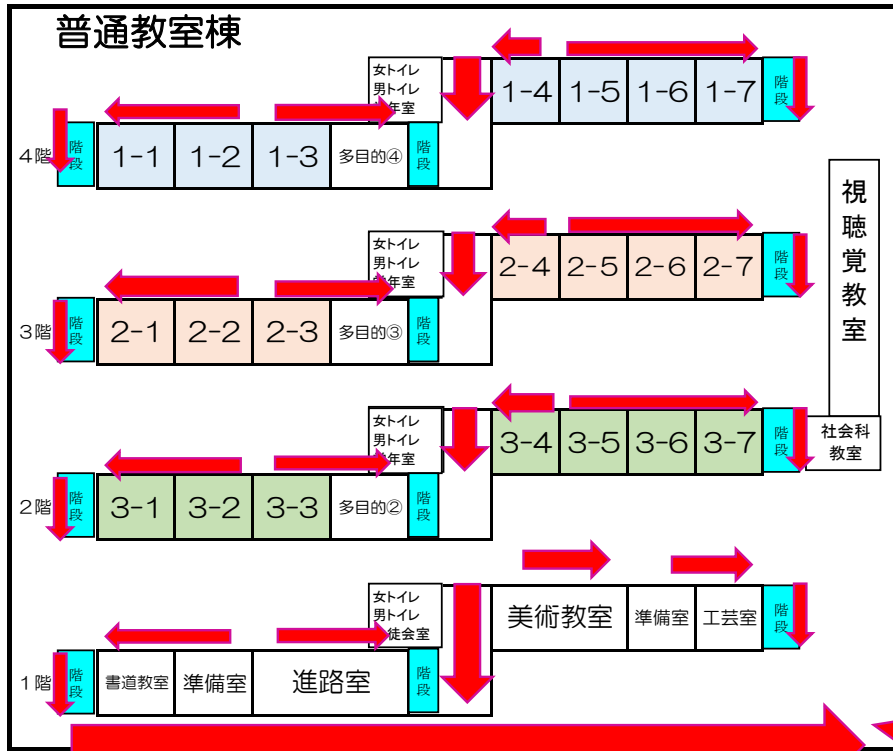 普通教室棟
女トイレ
男トイレ
年室
1-4 1-5 1-6 1-7 階段
4階 階段 1-1 1-2 1-3 多目的④ 階段
視聴覚教室
女トイレ
男トイレ
年室
2-4 2-5 2-6 2-7 階段
3階 階段 2-1 2-2 2-3 多目的③ 階段
女トイレ
男トイレ
年室
3-4 3-5 3-6 3-7 階段
社会科
教室
2階 階段 3-1 3-2 3-3 多目的② 階段
女トイレ
男トイレ
徒会室
美術教室 準備室 工芸室 階段
1階 階段 書道教室 準備室 進路室 階段